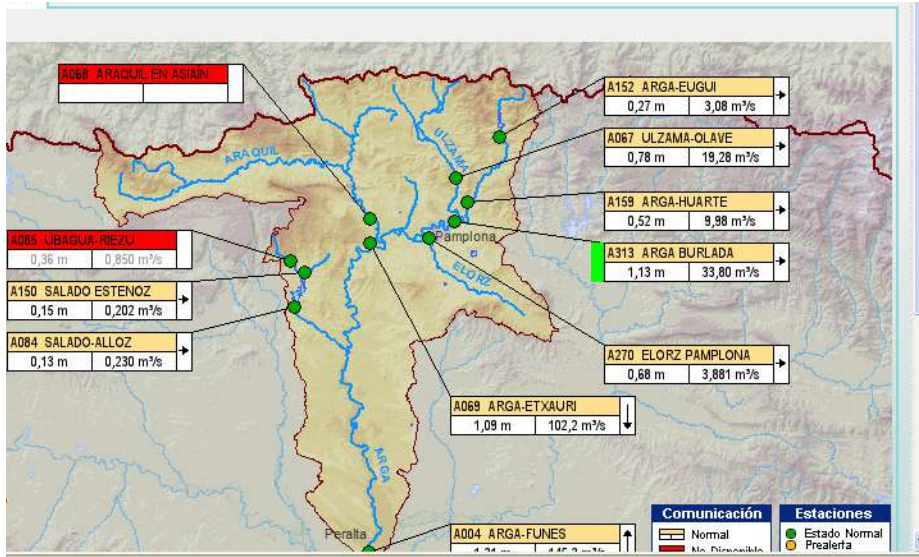 A068 ARAQUIL EN ASIAÍN
A152 ARGA-EUGUI
0,27 m 3,08 m³/s
A067 ULZAMA-OLAVE
0,78 m 19,28 m³/s
ULZAMA
ARAQUIL
A159 ARGA-HUARTE
0,52 m 9,98 m³/s
Pamplona
A085 UBAGUA-RIEZU
0,36 m 0,850 m³/s
A313 ARGA BURLADA
1,13 m 33,80 m³/s
ELORZ
A150 SALADO ESTENOZ
0,15 m 0,202 m³/s
A084 SALADO-ALLOZ
0,13 m 0,230 m³/s
A270 ELORZ PAMPLONA
0,68 m 3,881 m³/s
A069 ARGA-ETXAURI
1,09 m 102,2 m³/s
ARGA
Peralta
A004 ARGA-FUNES
Comunicación
Normal
No Disponible
Estaciones
Estado Normal
Prealerta